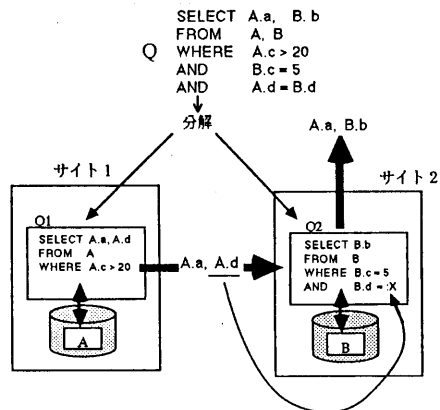 SELECT A.a, B. b
FROM A, B
Q WHERE A.c > 20
AND B.c = 5
AND A.d = B.d
分解
A.a, B.b
サイト 1
サイト 2
Q1
SELECT A.a, A.d
FROM A
WHERE A.c > 20
A.a, A.d
Q2
SELECT B.b
FROM B
WHERE B.c=5
AND B.d = :X
A
B